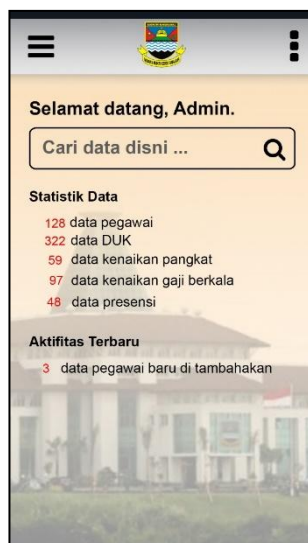 Selamat datang, Admin.
Cari data disni ...
Statistik Data
128 data pegawai
322 data DUK
59 data kenaikan pangkat
97 data kenaikan gaji berkala
48 data presensi
Aktifitas Terbaru
3 data pegawai baru di tambahakan